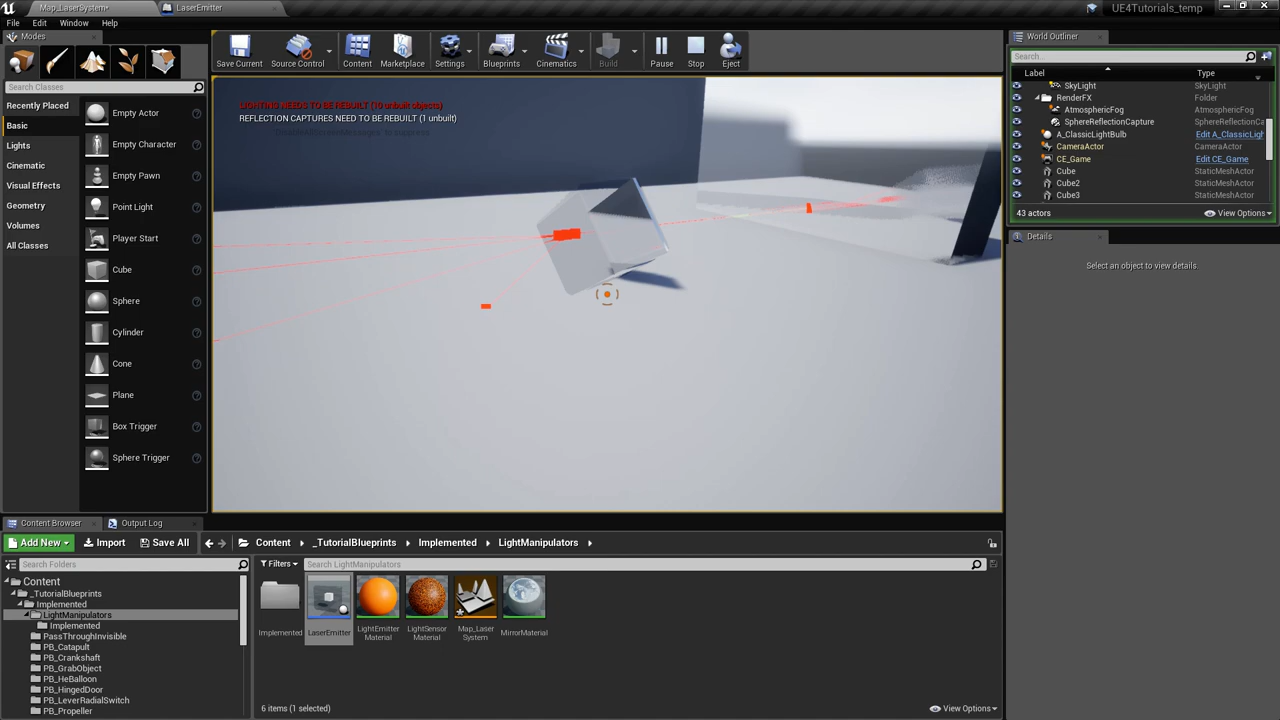 Map_LaserSystem*
LaserEmitter
UE4Tutorials_temp
File Edit Window Help
Modes
Search Classes
Recently Placed
Basic
Lights
Cinematic
Visual Effects
Geometry
Volumes
All Classes
Empty Actor
Empty Character
Empty Pawn
Point Light
Player Start
Cube
Sphere
Cylinder
Cone
Plane
Box Trigger
Sphere Trigger
Save Current
Source Control
Content
Marketplace
Settings
Blueprints
Cinematics
Build
Pause
Stop
Eject
LIGHTING NEEDS TO BE REBUILT (10 unbuilt objects)
REFLECTION CAPTURES NEED TO BE REBUILT (1 unbuilt)
'DisableAllScreenMessages' to suppress
World Outliner
Search...
Label Type
SkyLight SkyLight
RenderFX Folder
AtmosphericFog AtmosphericFog
SphereReflectionCapture SphereReflectionCa
A_ClassicLightBulb Edit A_ClassicLigh
CameraActor CameraActor
CE_Game Edit CE_Game
Cube StaticMeshActor
Cube2 StaticMeshActor
Cube3 StaticMeshActor
43 actors View Options
Details
Select an object to view details.
Content Browser Output Log
Add New Import Save All Content _TutorialBlueprints Implemented LightManipulators
Search Folders
Content
_TutorialBlueprints
Implemented
LightManipulators
Implemented
PassThroughInvisible
PB_Catapult
PB_Crankshaft
PB_GrabObject
PB_HeBalloon
PB_HingedDoor
PB_LeverRadialSwitch
PB_Propeller
Filters Search LightManipulators
Implemented
LaserEmitter
LightEmitter
Material
LightSensor
Material
Map_Laser
System
MirrorMaterial
6 items (1 selected)
View Options